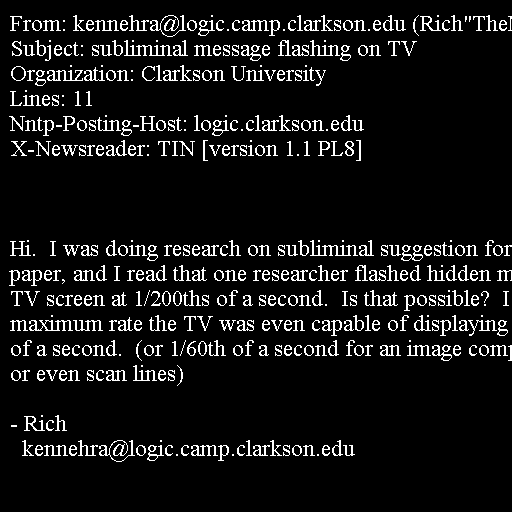 From: kennehra@logic.camp.clarkson.edu (Rich"The
Subject: subliminal message flashing on TV
Organization: Clarkson University
Lines: 11
Nntp-Posting-Host: logic.clarkson.edu
X-Newsreader: TIN [version 1.1 PL8]
Hi.  I was doing research on subliminal suggestion for
paper, and I read that one researcher flashed hidden
TV screen at 1/200ths of a second.  Is that possible?  I
maximum rate the TV was even capable of displaying
of a second.  (or 1/60th of a second for an image
or even scan lines)
- Rich
kennehra@logic.camp.clarkson.edu